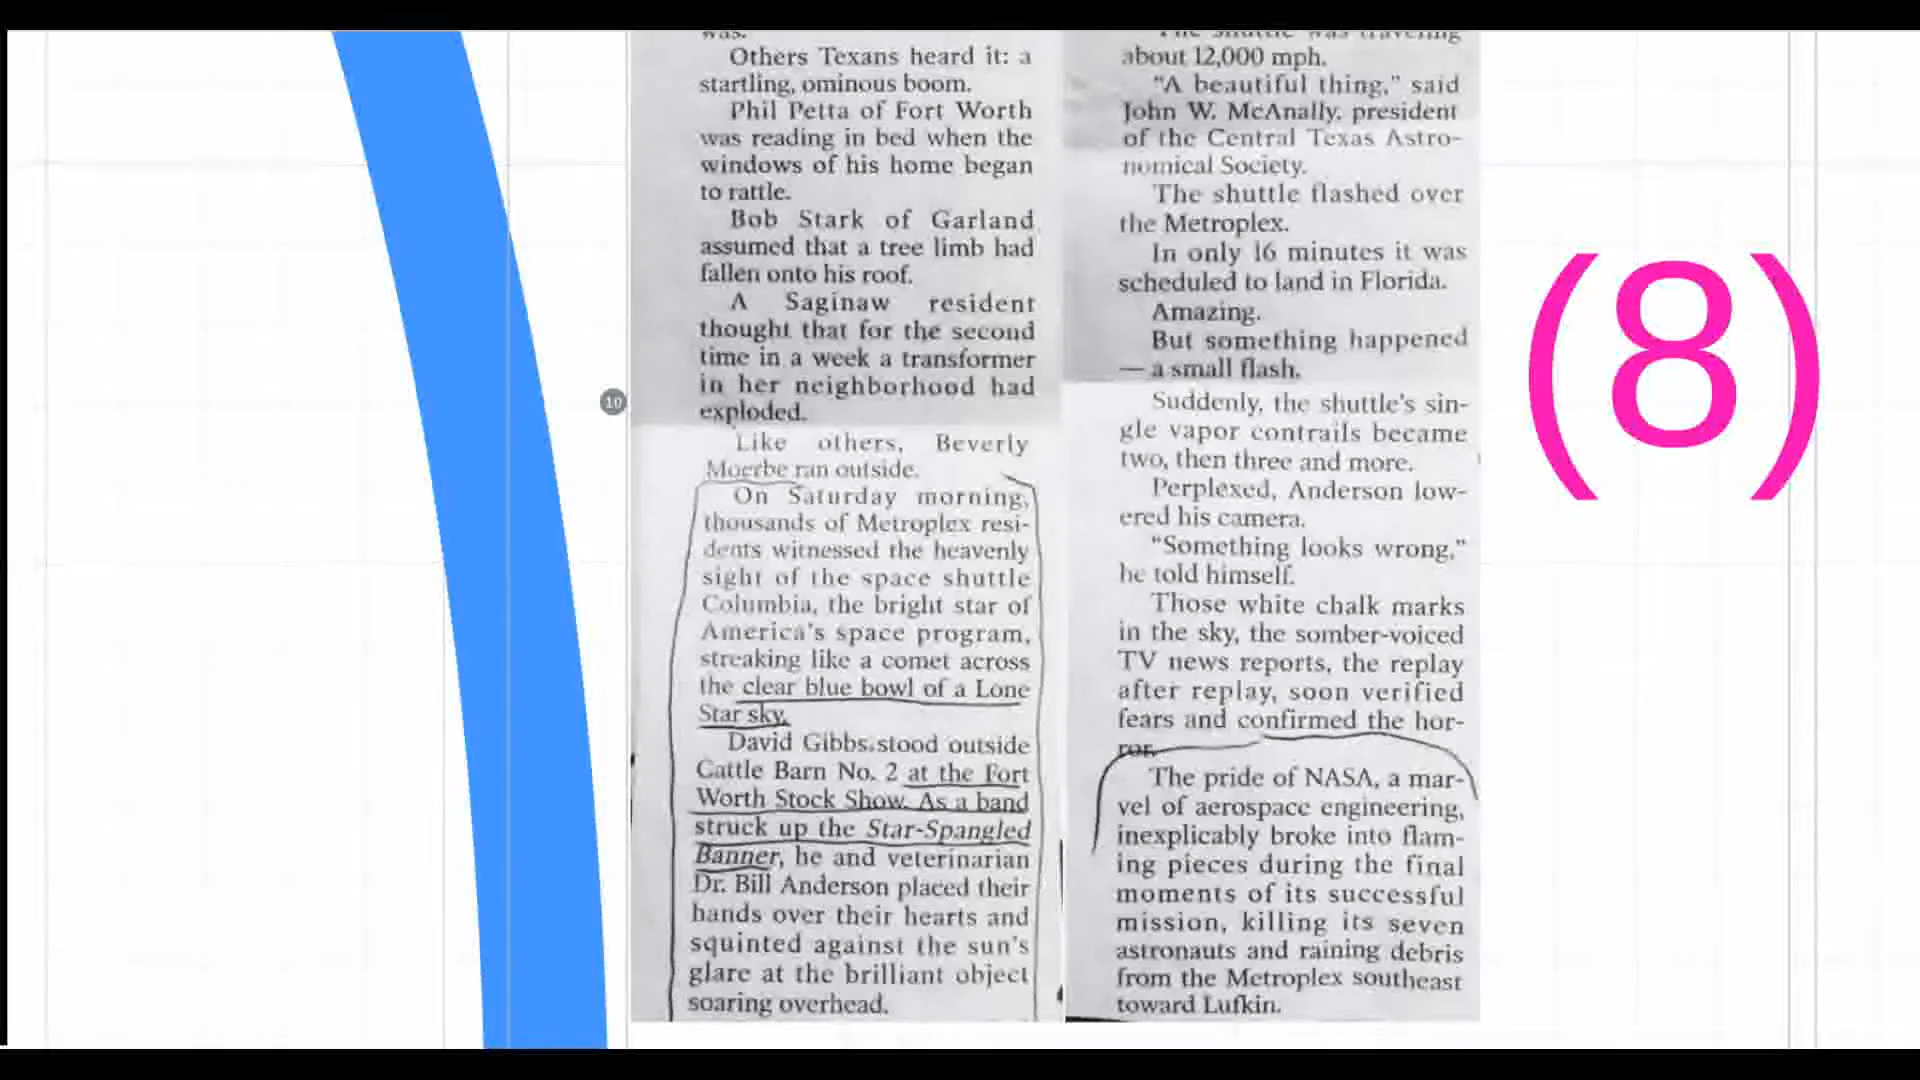 was.
Others Texans heard it: a
startling, ominous boom.
Phil Petta of Fort Worth
was reading in bed when the
windows of his home began
to rattle.
Bob Stark of Garland
assumed that a tree limb had
fallen onto his roof.
A Saginaw resident
thought that for the second
time in a week a transformer
in her neighborhood had
exploded.
Like others, Beverly
Moerbe ran outside.
On Saturday morning,
thousands of Metroplex resi-
dents witnessed the heavenly
sight of the space shuttle
Columbia, the bright star of
America's space program,
streaking like a comet across
the clear blue bowl of a Lone
Star sky.
David Gibbs stood outside
Cattle Barn No. 2 at the Fort
Worth Stock Show. As a band
struck up the Star-Spangled
Banner, he and veterinarian
Dr. Bill Anderson placed their
hands over their hearts and
squinted against the sun's
glare at the brilliant object
soaring overhead.
The shuttle was traveling
about 12,000 mph.
"A beautiful thing," said
John W. McAnally, president
of the Central Texas Astro-
nomical Society.
The shuttle flashed over
the Metroplex.
In only 16 minutes it was
scheduled to land in Florida.
Amazing.
But something happened
— a small flash.
Suddenly, the shuttle's sin-
gle vapor contrails became
two, then three and more.
Perplexed, Anderson low-
ered his camera.
"Something looks wrong,"
he told himself.
Those white chalk marks
in the sky, the somber-voiced
TV news reports, the replay
after replay, soon verified
fears and confirmed the hor-
ror.
The pride of NASA, a mar-
vel of aerospace engineering,
inexplicably broke into flam-
ing pieces during the final
moments of its successful
mission, killing its seven
astronauts and raining debris
from the Metroplex southeast
toward Lufkin.
10
(8)